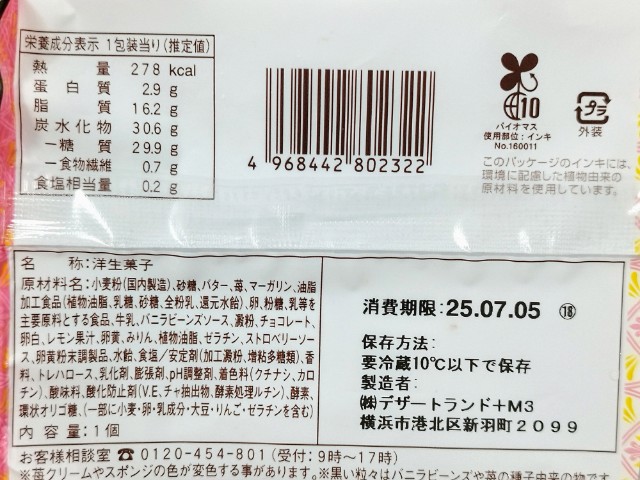 栄養成分表示 1包装当り(推定値)
熱量 278 kcal
蛋白質 2.9 g
脂質 16.2 g
炭水化物 30.6 g
－糖質 29.9 g
－食物繊維 0.7 g
食塩相当量 0.2 g
4 968442 802322
10
バイオマス
使用部位:インキ
No.160011
プラ
外装
このパッケージのインキには、
環境に配慮した植物由来の
原材料を使用しています。
名称:洋生菓子
原材料名:小麦粉(国内製造)、砂糖、バター、苺、マーガリン、油脂
加工食品(植物油脂、乳糖、砂糖、全粉乳、還元水飴)、卵、粉糖、乳等を
主要原料とする食品、牛乳、バニラビーンズソース、澱粉、チョコレート、
卵白、レモン果汁、卵黄、みりん、植物油脂、ゼラチン、ストロベリーソー
ス、卵黄粉末調製品、水飴、食塩/安定剤(加工澱粉、増粘多糖類)、香
料、トレハロース、乳化剤、膨張剤、pH調整剤、着色料(クチナシ、カロ
チン)、酸味料、酸化防止剤(V.E、チャ抽出物、酵素処理ルチン)、酵素、
環状オリゴ糖、(一部に小麦・卵・乳成分・大豆・りんご・ゼラチンを含む)
内容量:1個
消費期限:25.07.05 ⑱
保存方法:
要冷蔵10℃以下で保存
製造者:
㈱デザートランド+M3
横浜市港北区新羽町2099
お客様相談室 ☎0120-454-801(受付:9時〜17時)
※苺クリームやスポンジの色が変色する事があります。※黒い粒々はバニラビーンズや苺の種子由来の物です。